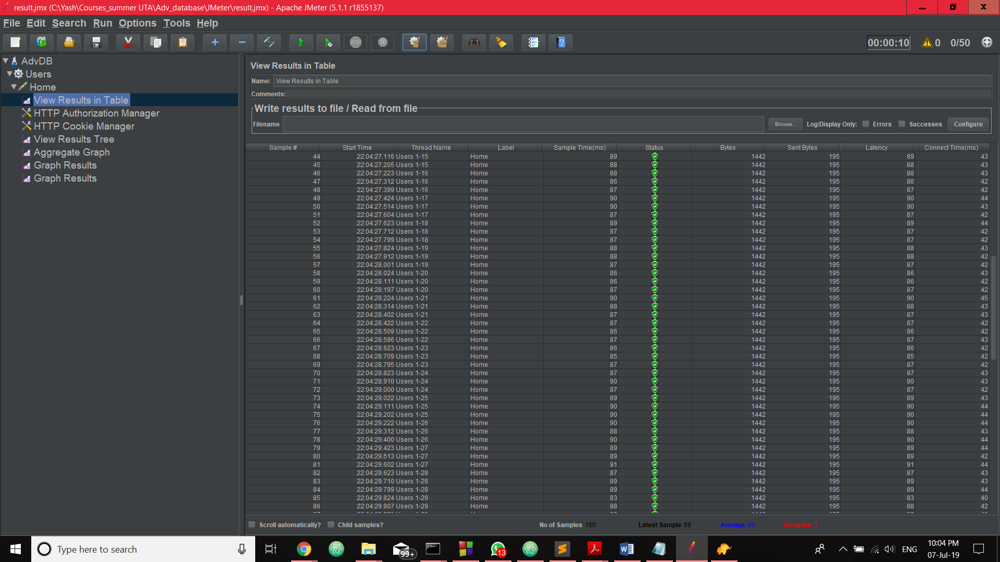 result.jmx (C:\Yash\Courses_summer UTA\Adv_database\JMeter\result.jmx) - Apache JMeter (5.1.1 r1855137)
File Edit Search Run Options Tools Help
00:00:10 0 0/50
AdvDB
Users
Home
View Results in Table
HTTP Authorization Manager
HTTP Cookie Manager
View Results Tree
Aggregate Graph
Graph Results
Graph Results
View Results in Table
Name: View Results in Table
Comments:
Write results to file / Read from file
Filename Browse... Log/Display Only: Errors Successes Configure
Sample # Start Time Thread Name Label Sample Time(ms) Status Bytes Sent Bytes Latency Connect Time(ms)
44 22:04:27.116 Users 1-15 Home 89 1442 195 89 43
45 22:04:27.205 Users 1-15 Home 88 1442 195 88 43
46 22:04:27.223 Users 1-16 Home 88 1442 195 88 43
47 22:04:27.312 Users 1-16 Home 86 1442 195 86 42
48 22:04:27.399 Users 1-16 Home 87 1442 195 87 42
49 22:04:27.424 Users 1-17 Home 90 1442 195 90 44
50 22:04:27.514 Users 1-17 Home 90 1442 195 90 43
51 22:04:27.604 Users 1-17 Home 87 1442 195 87 42
52 22:04:27.623 Users 1-18 Home 89 1442 195 89 44
53 22:04:27.712 Users 1-18 Home 87 1442 195 87 42
54 22:04:27.799 Users 1-18 Home 87 1442 195 87 42
55 22:04:27.824 Users 1-19 Home 88 1442 195 88 43
56 22:04:27.912 Users 1-19 Home 88 1442 195 88 42
57 22:04:28.001 Users 1-19 Home 87 1442 195 87 42
58 22:04:28.024 Users 1-20 Home 86 1442 195 86 43
59 22:04:28.111 Users 1-20 Home 86 1442 195 86 42
60 22:04:28.197 Users 1-20 Home 87 1442 195 87 42
61 22:04:28.224 Users 1-21 Home 90 1442 195 90 45
62 22:04:28.314 Users 1-21 Home 88 1442 195 88 43
63 22:04:28.402 Users 1-21 Home 87 1442 195 87 43
64 22:04:28.422 Users 1-22 Home 87 1442 195 87 42
65 22:04:28.509 Users 1-22 Home 86 1442 195 86 42
66 22:04:28.596 Users 1-22 Home 87 1442 195 87 43
67 22:04:28.623 Users 1-23 Home 86 1442 195 86 42
68 22:04:28.709 Users 1-23 Home 85 1442 195 85 42
69 22:04:28.795 Users 1-23 Home 87 1442 195 87 42
70 22:04:28.823 Users 1-24 Home 87 1442 195 87 43
71 22:04:28.910 Users 1-24 Home 90 1442 195 90 43
72 22:04:29.000 Users 1-24 Home 87 1442 195 87 42
73 22:04:29.022 Users 1-25 Home 89 1442 195 89 43
74 22:04:29.111 Users 1-25 Home 90 1442 195 90 44
75 22:04:29.202 Users 1-25 Home 90 1442 195 90 44
76 22:04:29.222 Users 1-26 Home 90 1442 195 90 44
77 22:04:29.312 Users 1-26 Home 88 1442 195 88 43
78 22:04:29.400 Users 1-26 Home 90 1442 195 90 44
79 22:04:29.423 Users 1-27 Home 89 1442 195 89 44
80 22:04:29.513 Users 1-27 Home 89 1442 195 89 42
81 22:04:29.602 Users 1-27 Home 91 1442 195 91 44
82 22:04:29.623 Users 1-28 Home 87 1442 195 87 43
83 22:04:29.710 Users 1-28 Home 89 1442 195 89 43
84 22:04:29.799 Users 1-28 Home 89 1442 195 89 44
85 22:04:29.824 Users 1-29 Home 83 1442 195 83 40
86 22:04:29.907 Users 1-29 Home 88 1442 195 88 42
Scroll automatically? Child samples? No of Samples 150 Latest Sample 89 Average 88 Deviation 1
Type here to search 99+ 13 ENG 10:04 PM
07-Jul-19